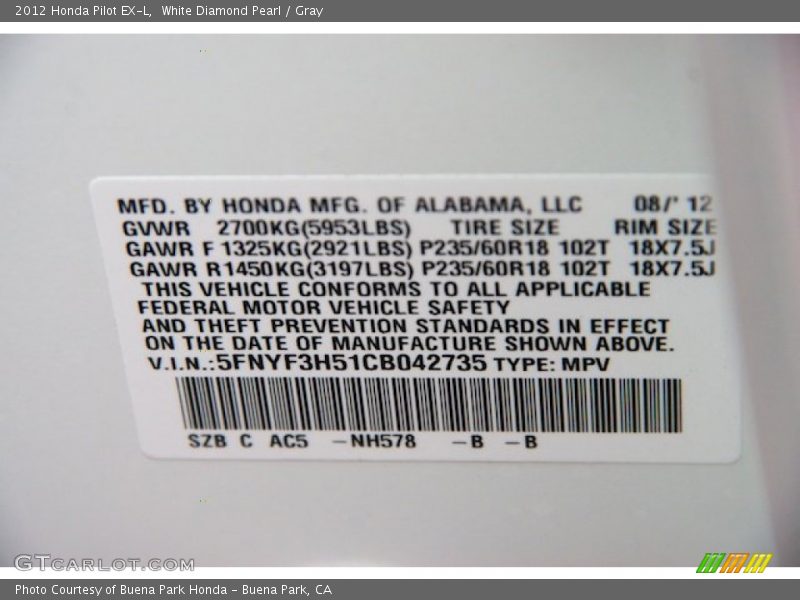 2012 Honda Pilot EX-L,  White Diamond Pearl / Gray
MFD. BY HONDA MFG. OF ALABAMA, LLC 08/' 12
GVWR 2700KG(5953LBS) TIRE SIZE RIM SIZE
GAWR F 1325KG(2921LBS) P235/60R18 102T 18X7.5J
GAWR R1450KG(3197LBS) P235/60R18 102T 18X7.5J
THIS VEHICLE CONFORMS TO ALL APPLICABLE
FEDERAL MOTOR VEHICLE SAFETY
AND THEFT PREVENTION STANDARDS IN EFFECT
ON THE DATE OF MANUFACTURE SHOWN ABOVE.
V.I.N.:5FNYF3H51CB042735 TYPE: MPV
SZB C AC5 -NH578 -B -B
GTCARLOT.COM
Photo Courtesy of Buena Park Honda - Buena Park, CA